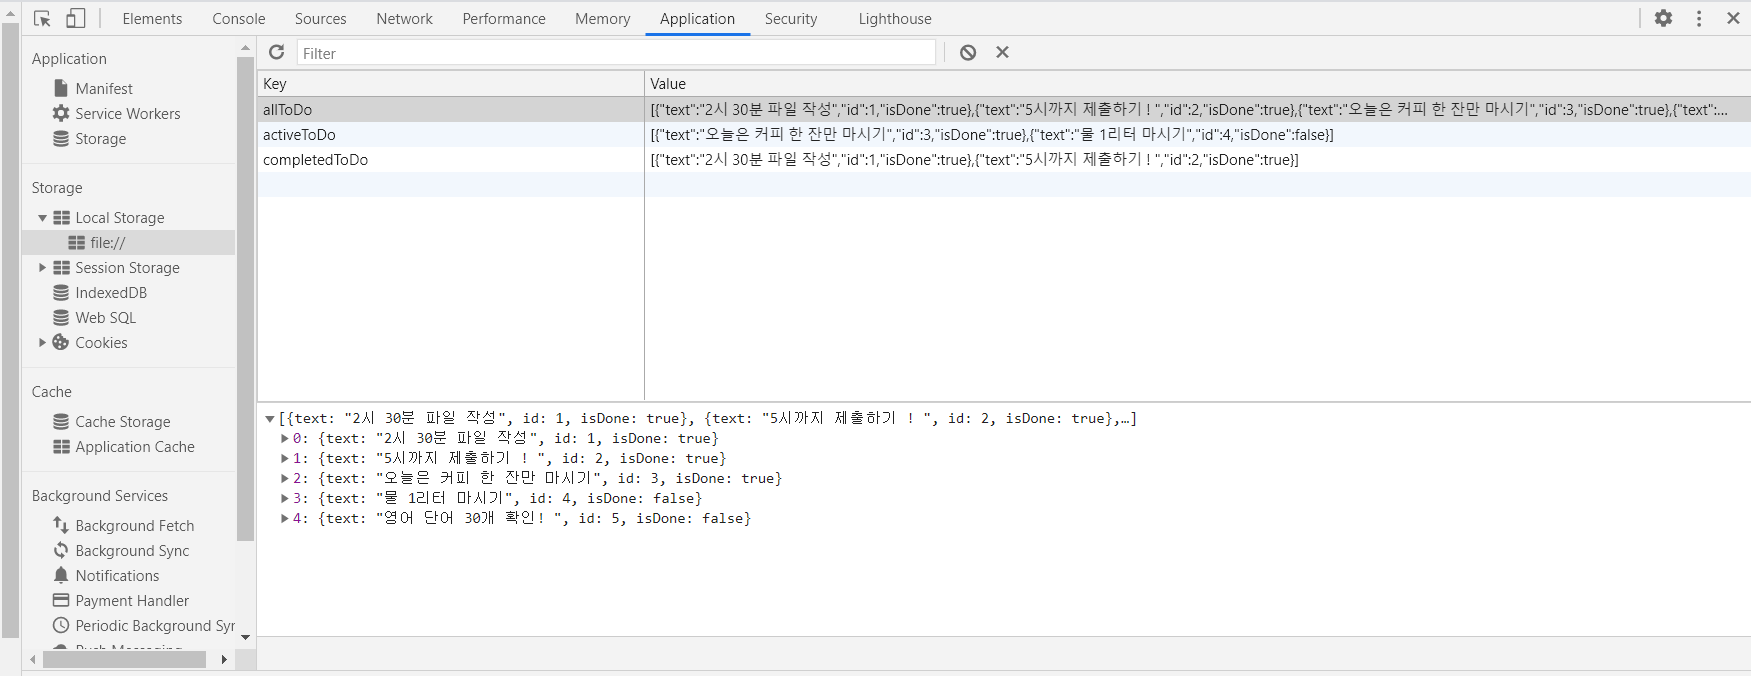 Elements Console Sources Network Performance Memory Application Security Lighthouse
Application
Manifest
Service Workers
Storage
Storage
Local Storage
file://
Session Storage
IndexedDB
Web SQL
Cookies
Cache
Cache Storage
Application Cache
Background Services
Background Fetch
Background Sync
Notifications
Payment Handler
Periodic Background Syn
Push Messaging
Filter
Key Value
allToDo [{"text":"2시 30분 파일 작성","id":1,"isDone":true},{"text":"5시까지 제출하기 ! ","id":2,"isDone":true},{"text":"오늘은 커피 한 잔만 마시기","id":3,"isDone":true},{"text":...
activeToDo [{"text":"오늘은 커피 한 잔만 마시기","id":3,"isDone":true},{"text":"물 1리터 마시기","id":4,"isDone":false}]
completedToDo [{"text":"2시 30분 파일 작성","id":1,"isDone":true},{"text":"5시까지 제출하기 ! ","id":2,"isDone":true}]
[{text: "2시 30분 파일 작성", id: 1, isDone: true}, {text: "5시까지 제출하기 ! ", id: 2, isDone: true},…]
0: {text: "2시 30분 파일 작성", id: 1, isDone: true}
1: {text: "5시까지 제출하기 ! ", id: 2, isDone: true}
2: {text: "오늘은 커피 한 잔만 마시기", id: 3, isDone: true}
3: {text: "물 1리터 마시기", id: 4, isDone: false}
4: {text: "영어 단어 30개 확인! ", id: 5, isDone: false}